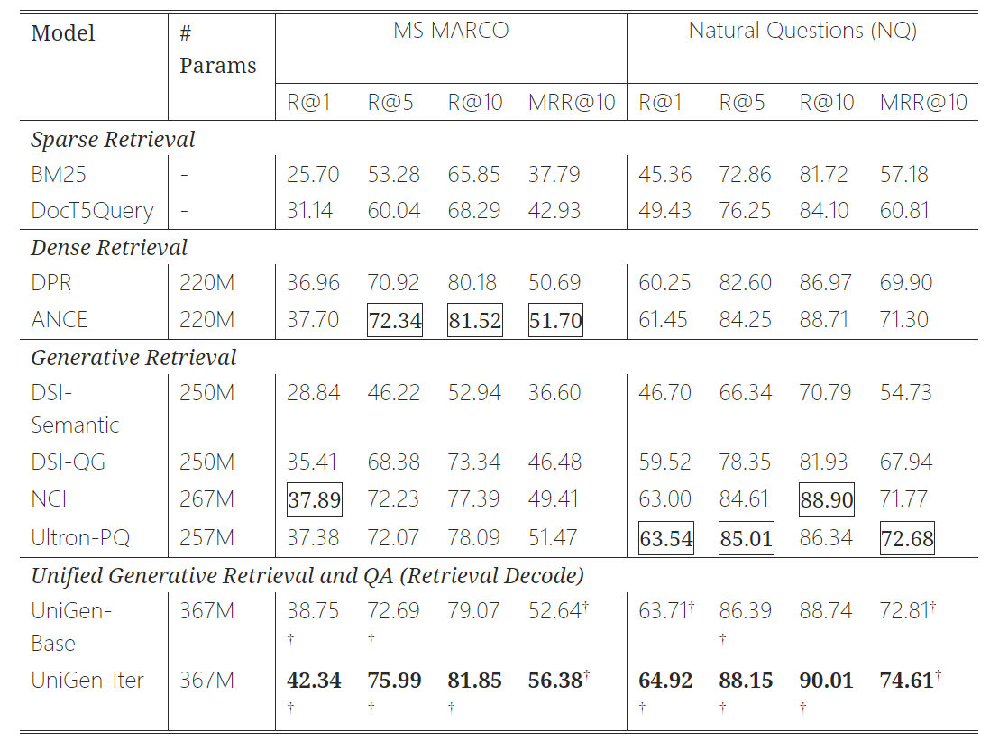 Model # MS MARCO Natural Questions (NQ)
Params
R@1 R@5 R@10 MRR@10 R@1 R@5 R@10 MRR@10
Sparse Retrieval
BM25 - 25.70 53.28 65.85 37.79 45.36 72.86 81.72 57.18
DocT5Query - 31.14 60.04 68.29 42.93 49.43 76.25 84.10 60.81
Dense Retrieval
DPR 220M 36.96 70.92 80.18 50.69 60.25 82.60 86.97 69.90
ANCE 220M 37.70 72.34 81.52 51.70 61.45 84.25 88.71 71.30
Generative Retrieval
DSI- 250M 28.84 46.22 52.94 36.60 46.70 66.34 70.79 54.73
Semantic
DSI-QG 250M 35.41 68.38 73.34 46.48 59.52 78.35 81.93 67.94
NCI 267M 37.89 72.23 77.39 49.41 63.00 84.61 88.90 71.77
Ultron-PQ 257M 37.38 72.07 78.09 51.47 63.54 85.01 86.34 72.68
Unified Generative Retrieval and QA (Retrieval Decode)
UniGen- 367M 38.75 72.69 79.07 52.64† 63.71† 86.39 88.74 72.81†
Base † † †
UniGen-Iter 367M 42.34 75.99 81.85 56.38† 64.92 88.15 90.01 74.61†
† † † † † †